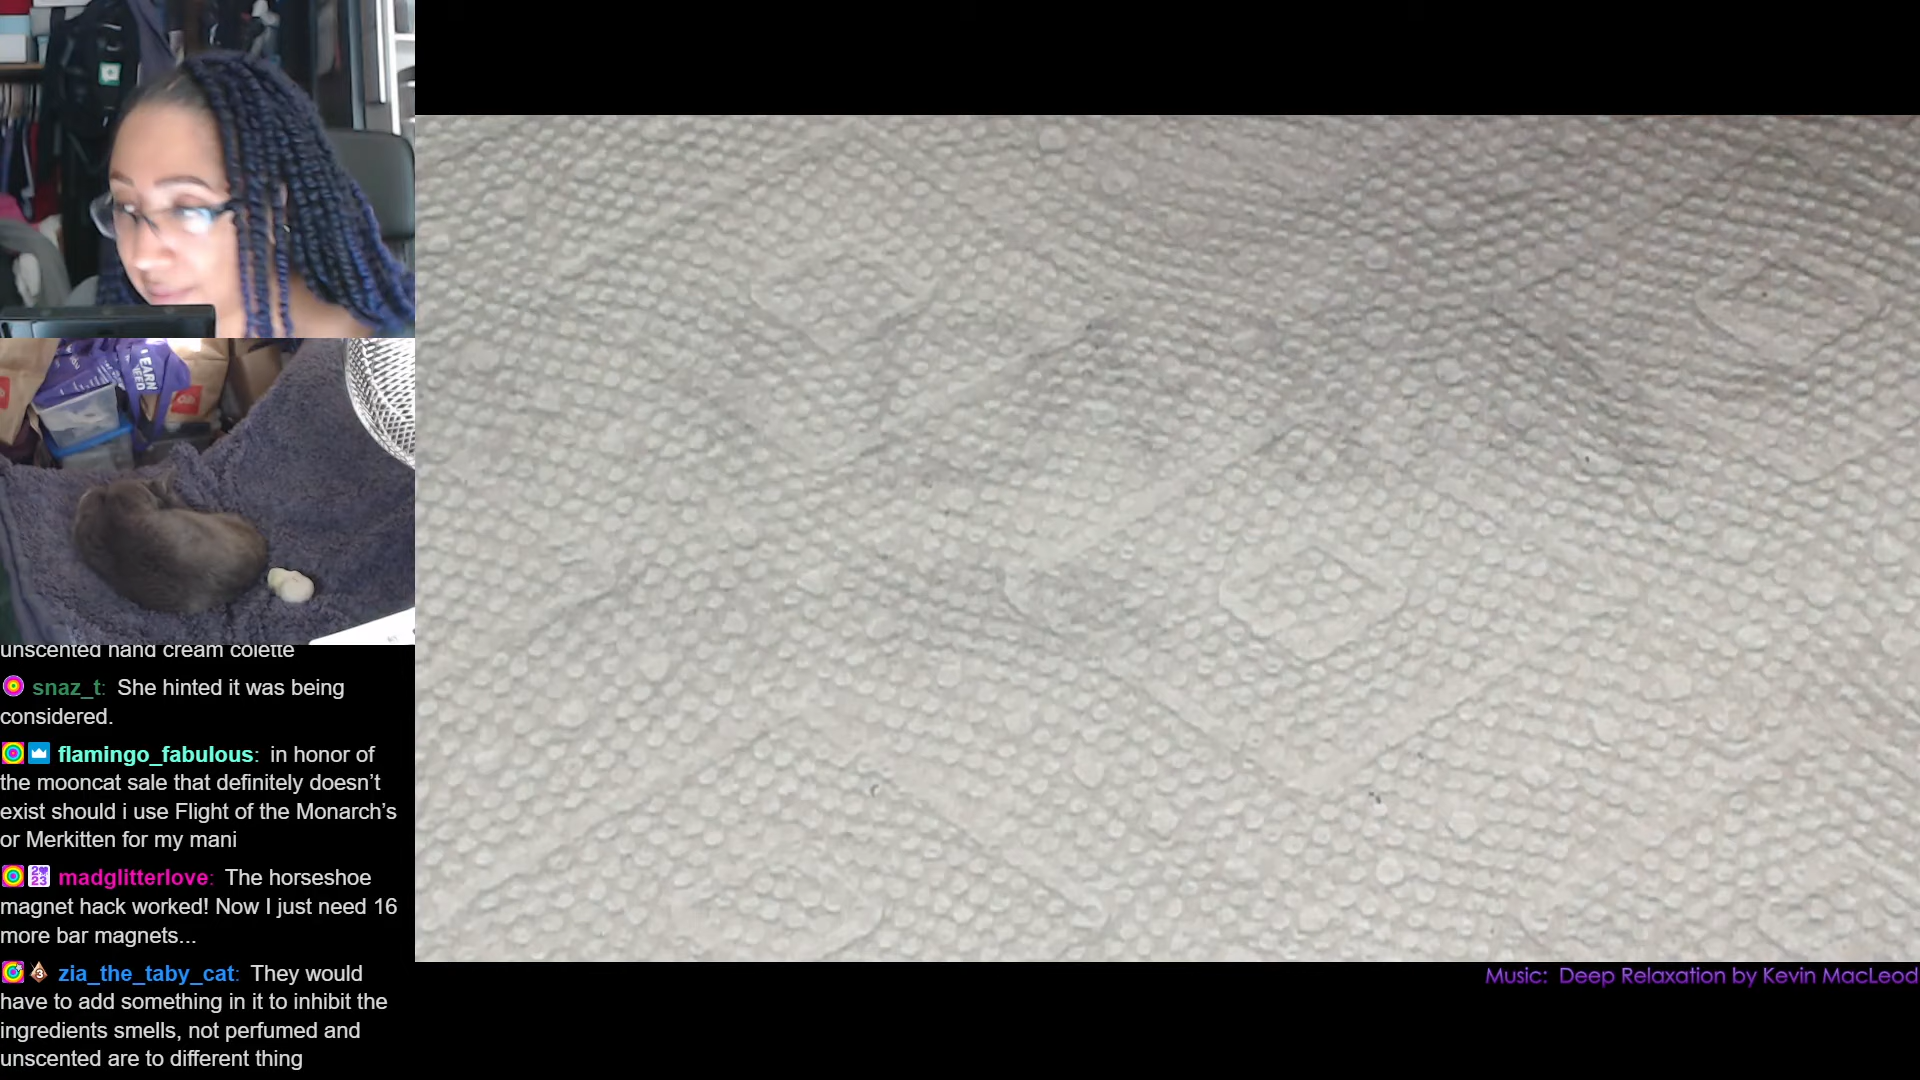 EARN
unscented hand cream colette
snaz_t: She hinted it was being
considered.
flamingo_fabulous: in honor of
the mooncat sale that definitely doesn’t
exist should i use Flight of the Monarch’s
or Merkitten for my mani
madglitterlove: The horseshoe
magnet hack worked! Now I just need 16
more bar magnets...
zia_the_taby_cat: They would
have to add something in it to inhibit the
ingredients smells, not perfumed and
unscented are to different thing
Music: Deep Relaxation by Kevin MacLeod